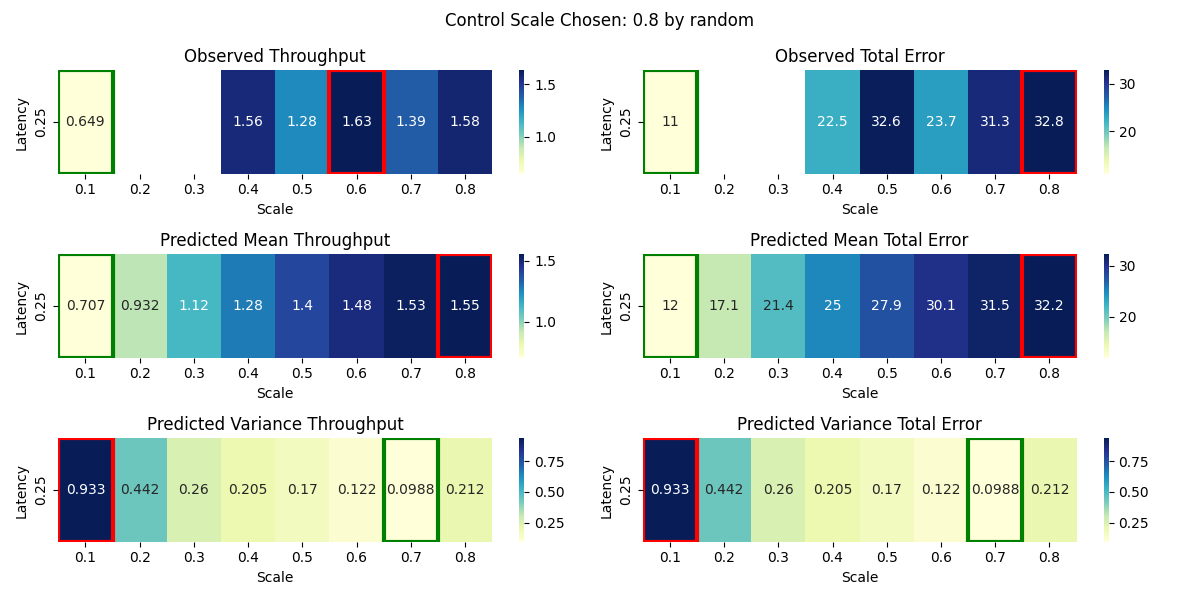 Control Scale Chosen: 0.8 by random
Observed Throughput
Latency
0.25
0.649 1.56 1.28 1.63 1.39 1.58
1.5
1.0
0.1 0.2 0.3 0.4 0.5 0.6 0.7 0.8
Scale
Observed Total Error
Latency
0.25
11 22.5 32.6 23.7 31.3 32.8
30
20
0.1 0.2 0.3 0.4 0.5 0.6 0.7 0.8
Scale
Predicted Mean Throughput
Latency
0.25
0.707 0.932 1.12 1.28 1.4 1.48 1.53 1.55
1.5
1.0
0.1 0.2 0.3 0.4 0.5 0.6 0.7 0.8
Scale
Predicted Mean Total Error
Latency
0.25
12 17.1 21.4 25 27.9 30.1 31.5 32.2
30
20
0.1 0.2 0.3 0.4 0.5 0.6 0.7 0.8
Scale
Predicted Variance Throughput
Latency
0.25
0.933 0.442 0.26 0.205 0.17 0.122 0.0988 0.212
0.75
0.50
0.25
0.1 0.2 0.3 0.4 0.5 0.6 0.7 0.8
Scale
Predicted Variance Total Error
Latency
0.25
0.933 0.442 0.26 0.205 0.17 0.122 0.0988 0.212
0.75
0.50
0.25
0.1 0.2 0.3 0.4 0.5 0.6 0.7 0.8
Scale